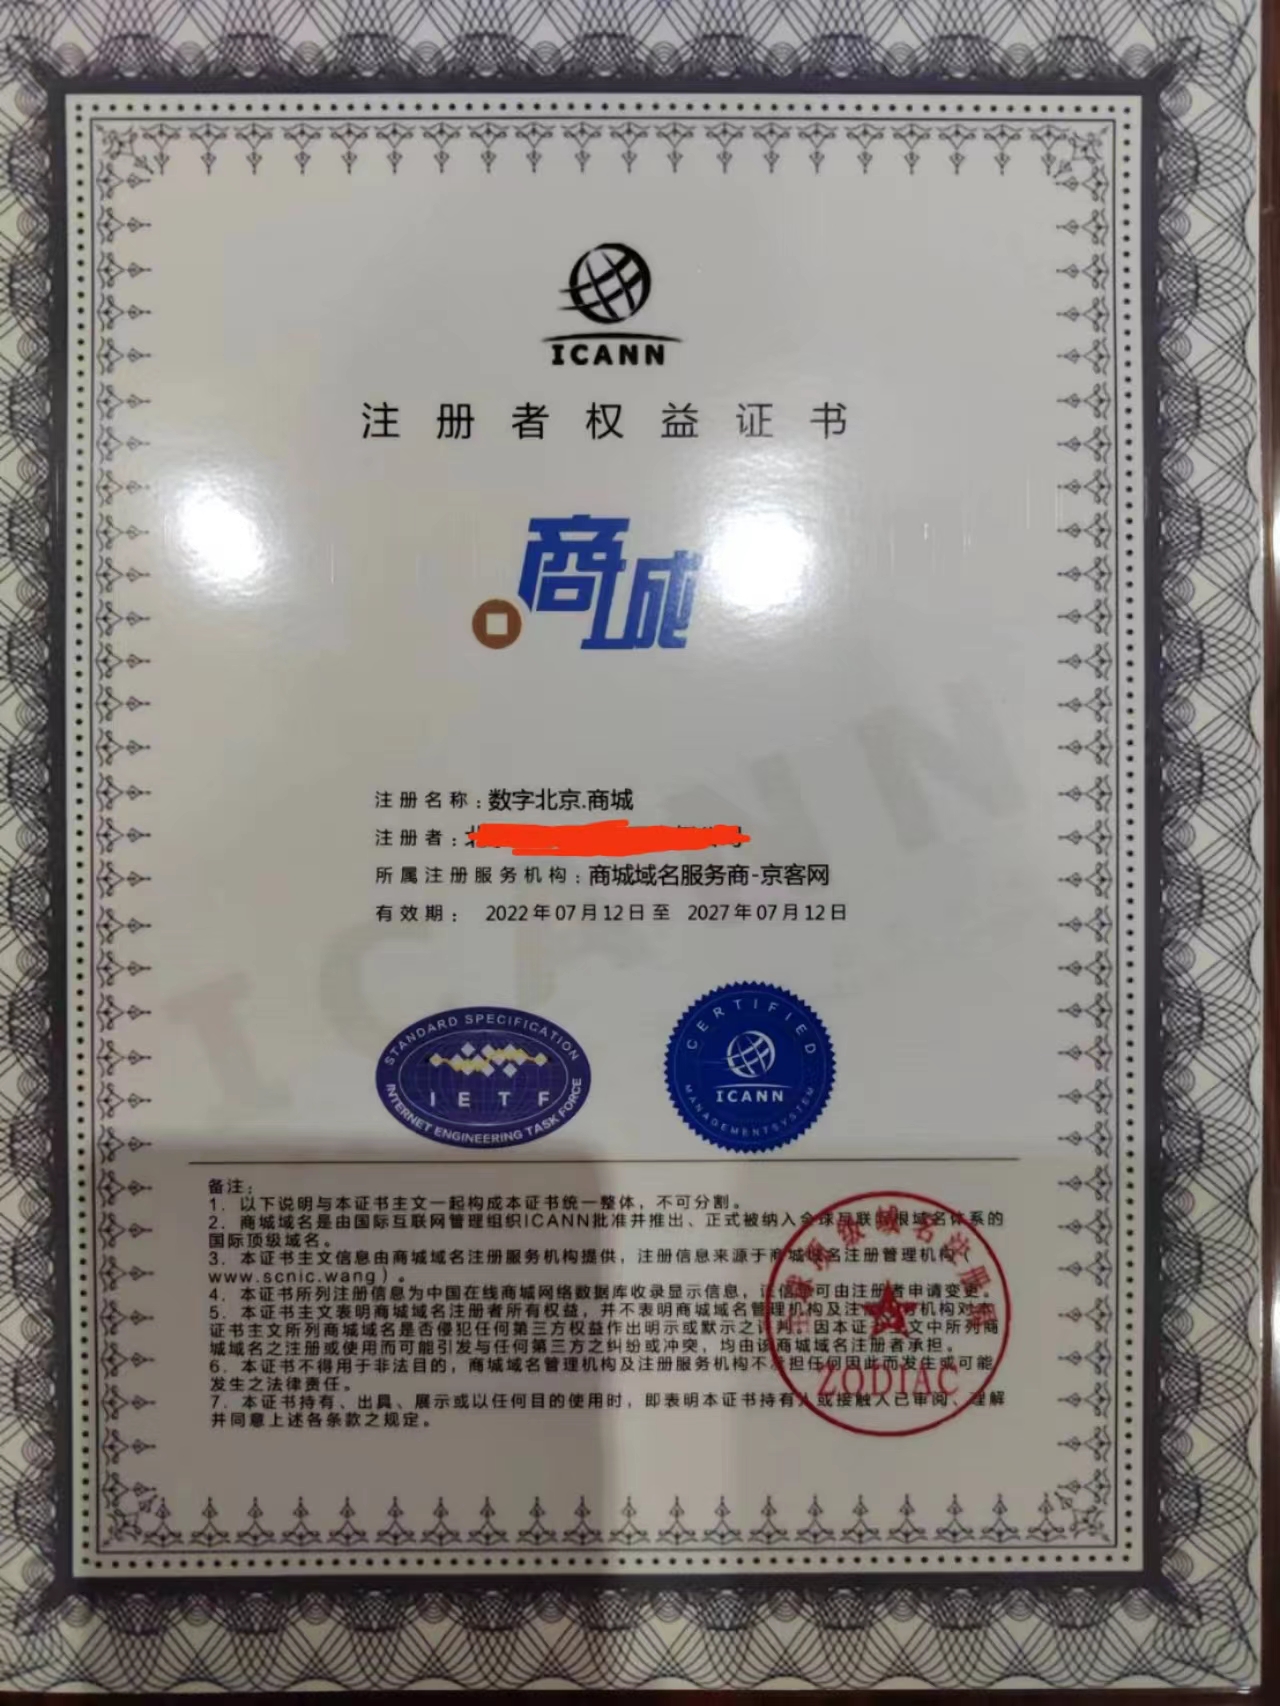 ICANN
注册者权益证书
商城
注册名称：数字北京.商城
注册者：
所属注册服务机构：商城域名服务商-京客网
有效期： 2022年07月12日至 2027年07月12日
ICANN
STANDARD SPECIFICATION
IETF
INTERNET ENGINEERING TASK FORCE
CERTIFIED
ICANN
MANAGEMENTSYSTEM
备注：
1、以下说明与本证书主文一起构成本证书统一整体，不可分割。
2、商城域名是由国际互联网管理组织ICANN批准并推出、正式被纳入全球互联网根域名体系的
国际顶级域名。
3、本证书主文信息由商城域名注册服务机构提供，注册信息来源于商城域名注册管理机构（
www.scnic.wang）。
4、本证书所列注册信息为中国在线商城网络数据库收录显示信息，让信息可由注册者申请变更。
5、本证书主文表明商城域名注册者所有权益，并不表明商城域名管理机构及注册服务机构对本
证书主文所列商城域名是否侵犯任何第三方权益作出明示或默示之评判，因本证书主文中所列商
城域名之注册或使用而可能引发与任何第三方之纠纷或冲突，均由该商城域名注册者承担。
6、本证书不得用于非法目的，商城域名管理机构及注册服务机构不承担任何因此而发生或可能
发生之法律责任。
7、本证书持有、出具、展示或以任何目的使用时，即表明本证书持有人或接触人已审阅、理解
并同意上述各条款之规定。
顶级域名注册
ZODIAC